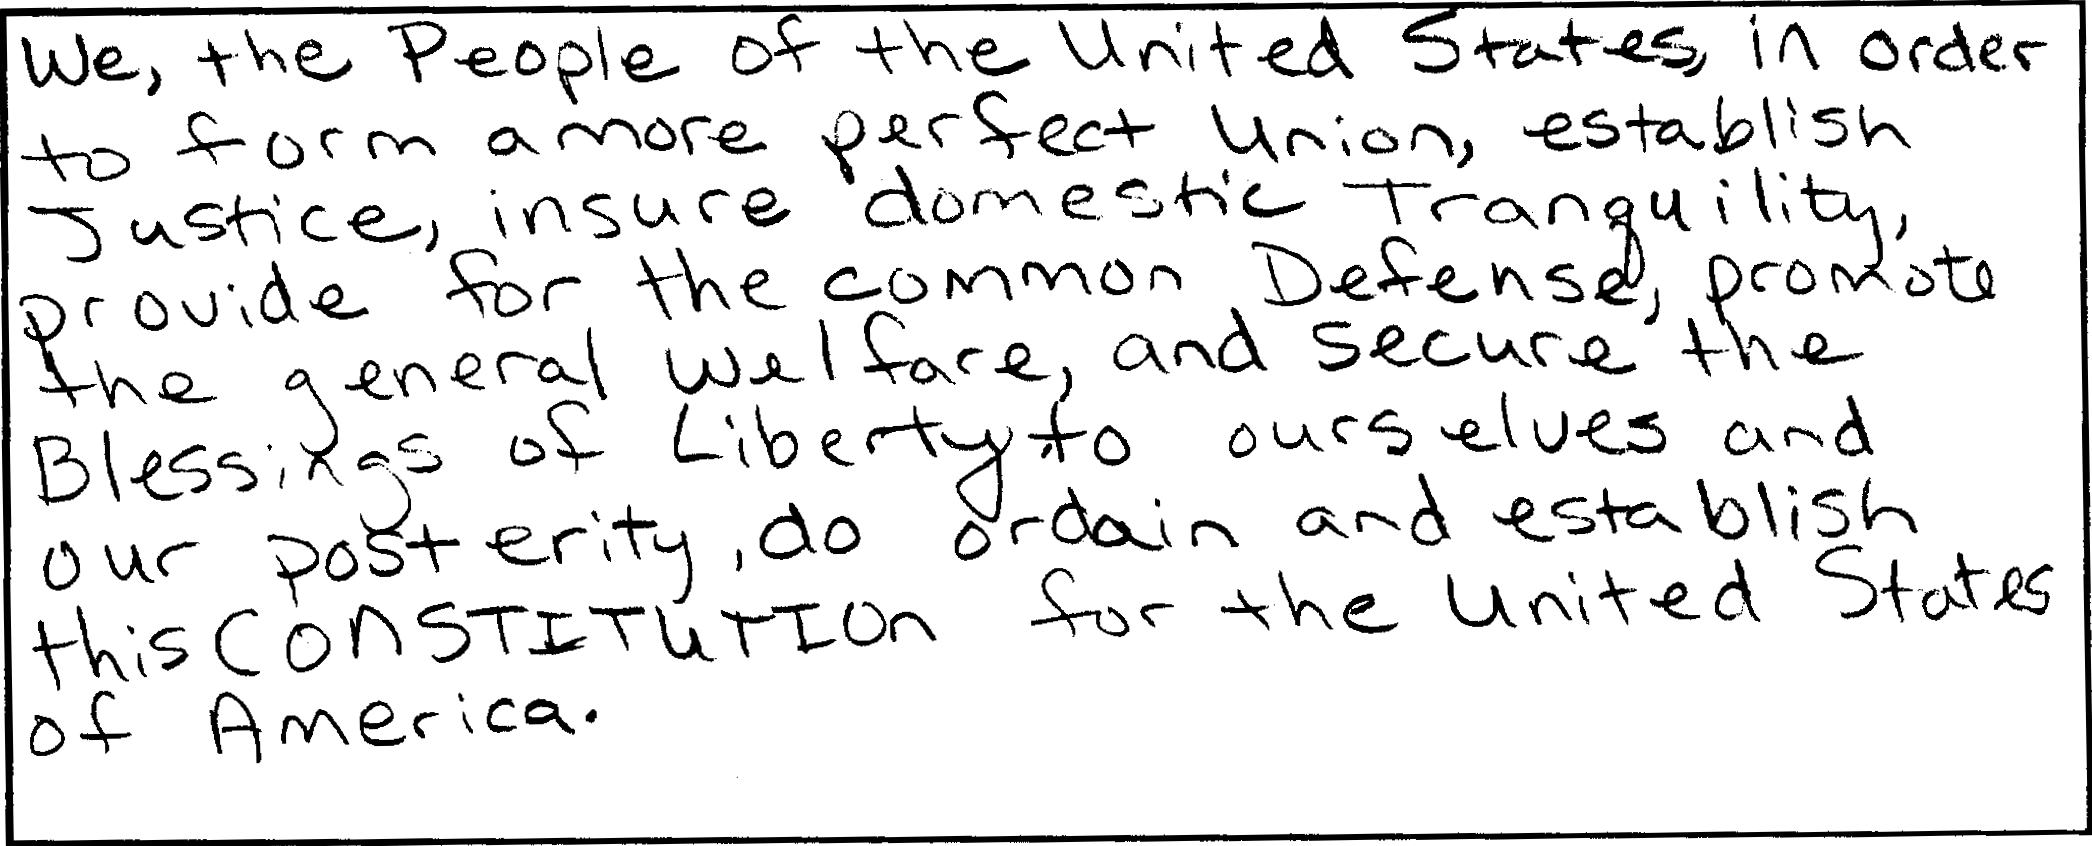 We, the People of the United States, in order
to form a more perfect Union, establish
Justice, insure domestic Tranquility,
provide for the common Defense, promote
the general Welfare, and secure the
Blessings of Liberty to ourselves and
our posterity, do ordain and establish
this CONSTITUTION for the United States
of America.